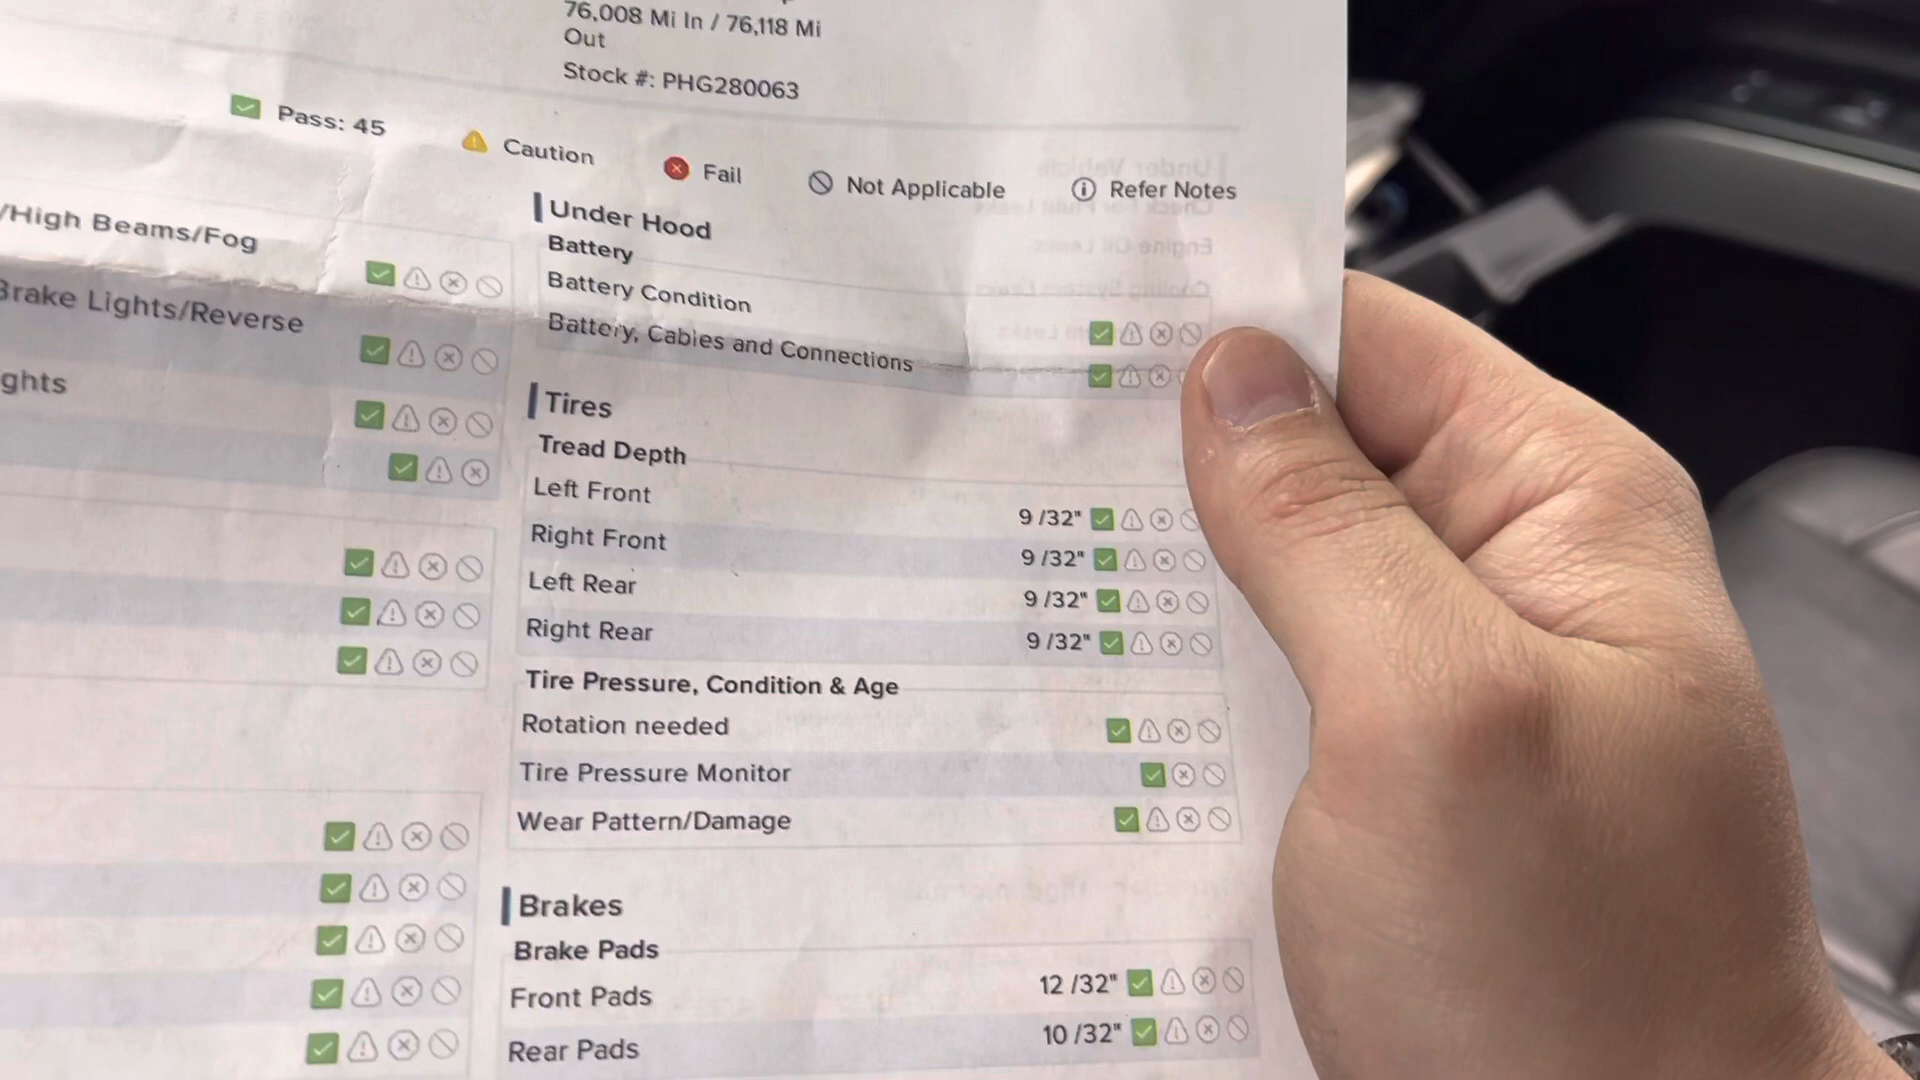 76,008 Mi In / 76,118 Mi
Out
Stock #: PHG280063
Pass: 45
Caution
Fail
Not Applicable
Refer Notes
/High Beams/Fog
Brake Lights/Reverse
ghts
Under Hood
Battery
Battery Condition
Battery, Cables and Connections
Tires
Tread Depth
Left Front 9 /32"
Right Front 9 /32"
Left Rear 9 /32"
Right Rear 9 /32"
Tire Pressure, Condition & Age
Rotation needed
Tire Pressure Monitor
Wear Pattern/Damage
Brakes
Brake Pads
Front Pads 12 /32"
Rear Pads 10 /32"